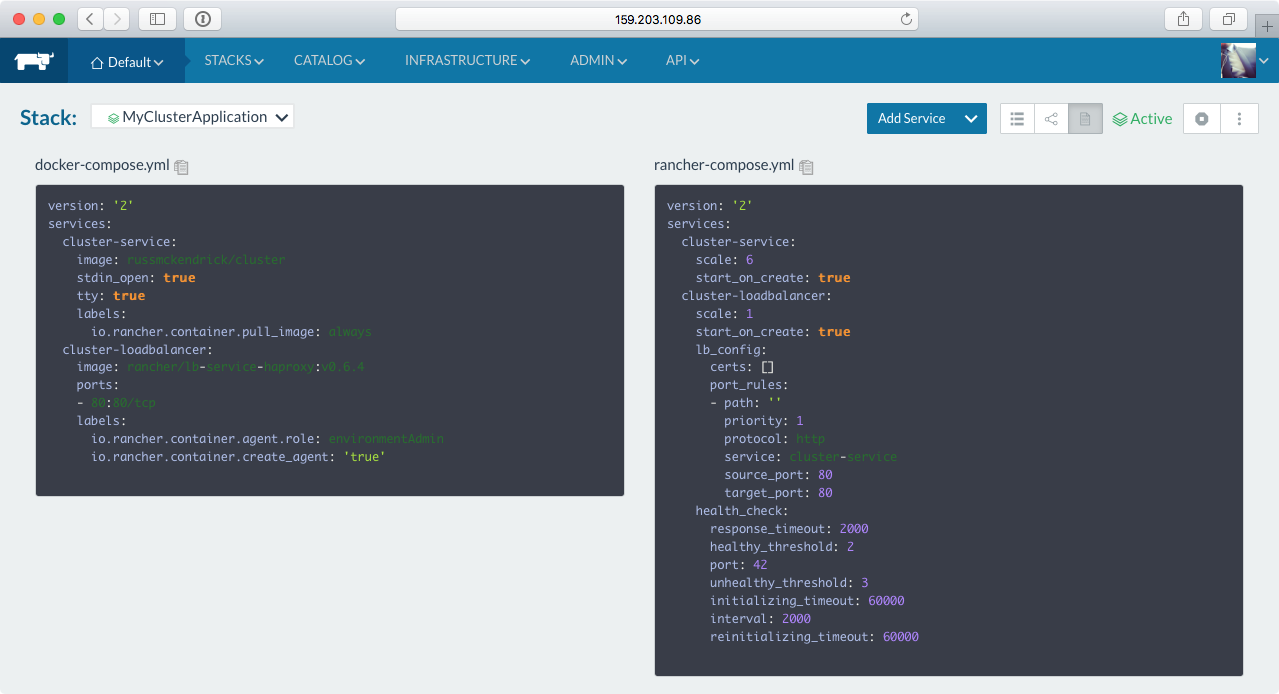 159.203.109.86
Default STACKS CATALOG INFRASTRUCTURE ADMIN API
Stack: MyClusterApplication Add Service Active
docker-compose.yml
version: '2'
services:
  cluster-service:
    image: russmckendrick/cluster
    stdin_open: true
    tty: true
    labels:
      io.rancher.container.pull_image: always
  cluster-loadbalancer:
    image: rancher/lb-service-haproxy:v0.6.4
    ports:
    - 80:80/tcp
    labels:
      io.rancher.container.agent.role: environmentAdmin
      io.rancher.container.create_agent: 'true'
rancher-compose.yml
version: '2'
services:
  cluster-service:
    scale: 6
    start_on_create: true
  cluster-loadbalancer:
    scale: 1
    start_on_create: true
    lb_config:
      certs: []
      port_rules:
      - path: ''
        priority: 1
        protocol: http
        service: cluster-service
        source_port: 80
        target_port: 80
    health_check:
      response_timeout: 2000
      healthy_threshold: 2
      port: 42
      unhealthy_threshold: 3
      initializing_timeout: 60000
      interval: 2000
      reinitializing_timeout: 60000